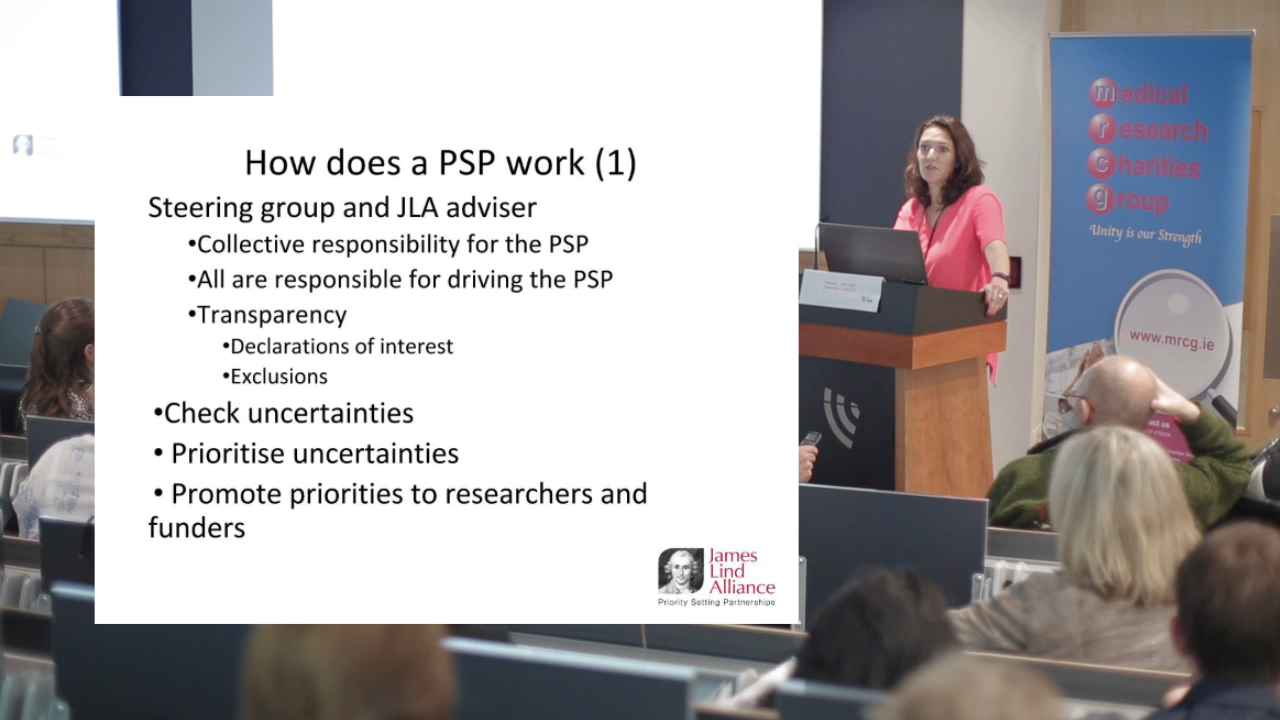 How does a PSP work (1)
Steering group and JLA adviser
•Collective responsibility for the PSP
•All are responsible for driving the PSP
•Transparency
•Declarations of interest
•Exclusions
•Check uncertainties
• Prioritise uncertainties
• Promote priorities to researchers and
funders
James
Lind
Alliance
Priority Setting Partnerships
medical
research
charities
group
Unity is our Strength
www.mrcg.ie